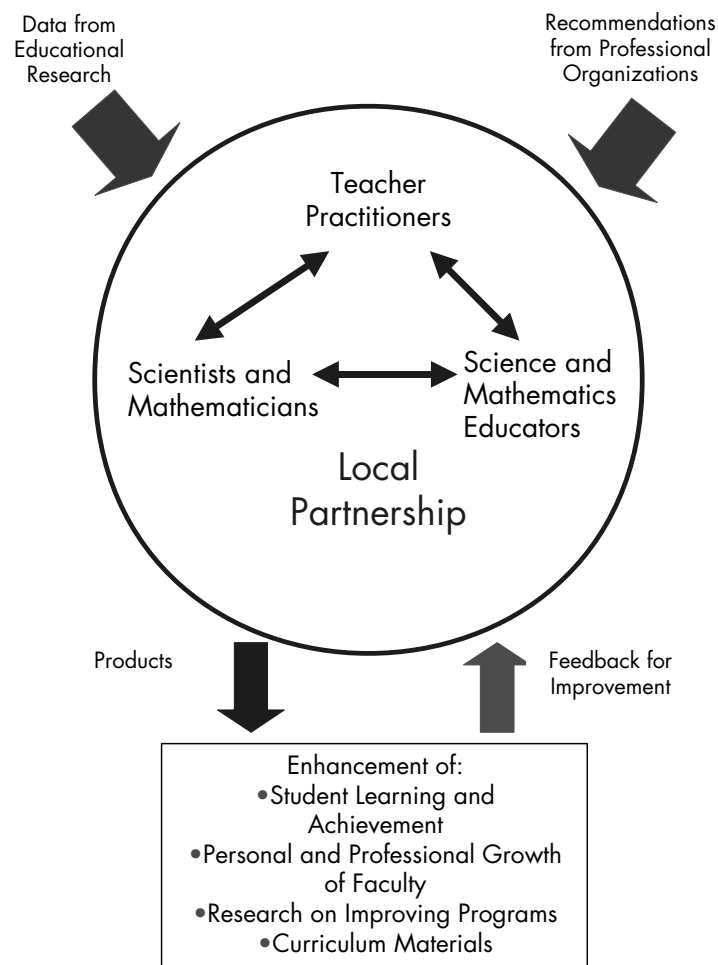 Data from
Educational
Research
Recommendations
from Professional
Organizations
Teacher
Practitioners
Scientists and
Mathematicians
Science and
Mathematics
Educators
Local
Partnership
Products
Feedback for
Improvement
Enhancement of:
•Student Learning and
Achievement
•Personal and Professional Growth
of Faculty
•Research on Improving Programs
•Curriculum Materials